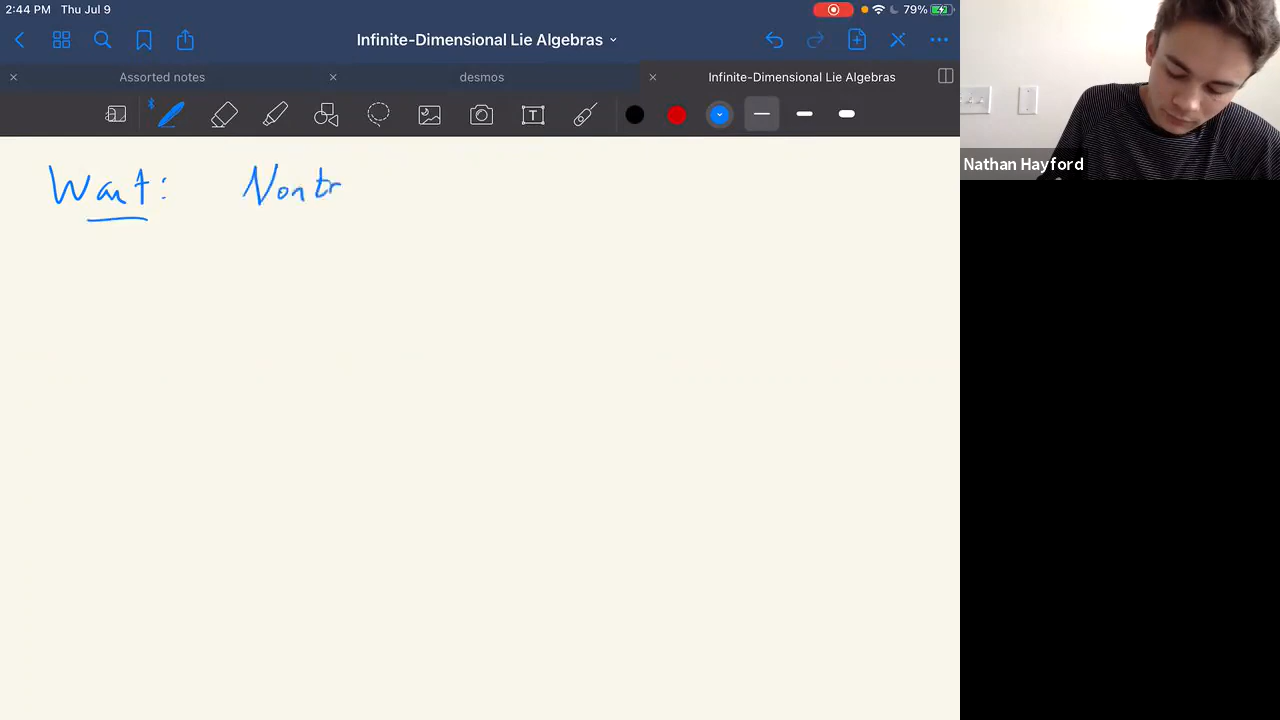 2:44 PM Thu Jul 9
79%
Infinite-Dimensional Lie Algebras
Assorted notes
desmos
Infinite-Dimensional Lie Algebras
T
Want: Nontr
Nathan Hayford